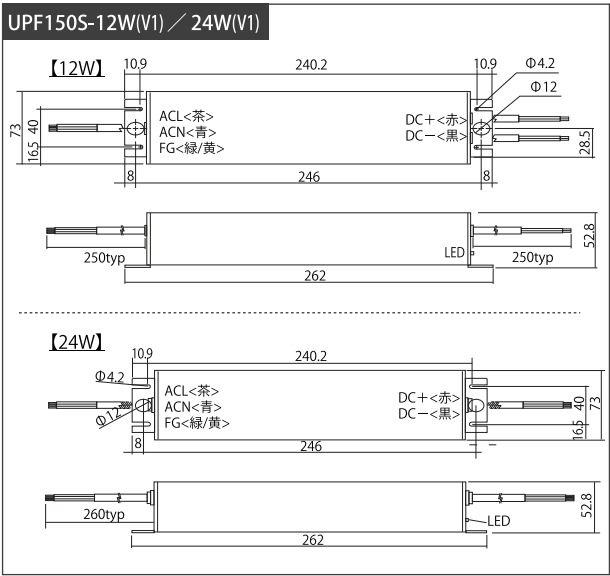 UPF150S-12W(V1)／24W(V1)
【12W】
10.9
240.2
10.9
Φ4.2
Φ12
ACL<茶>
ACN<青>
FG<緑/黄>
DC＋<赤>
DC－<黒>
73
40
16.5
28.5
8
246
8
LED
250typ
250typ
52.8
262
【24W】
10.9
240.2
Φ4.2
Φ12
ACL<茶>
ACN<青>
FG<緑/黄>
DC＋<赤>
DC－<黒>
40
73
16.5
8
246
260typ
LED
52.8
262